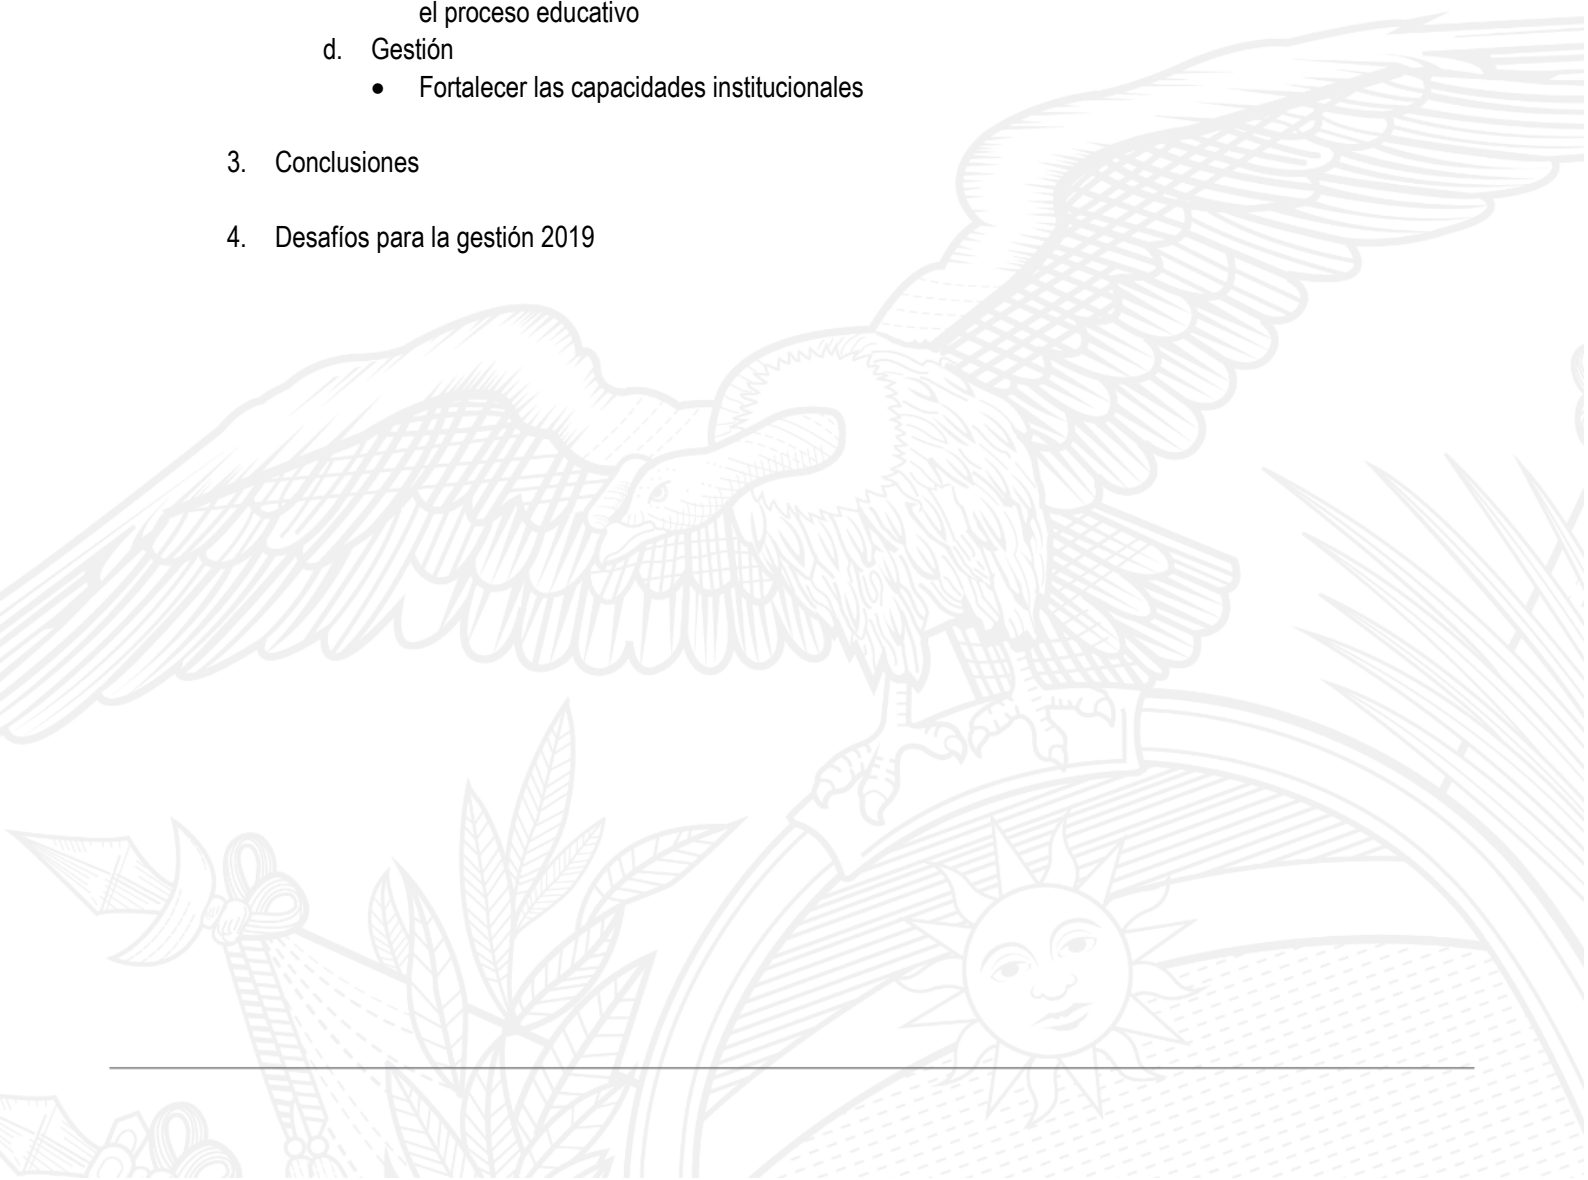 el proceso educativo
d. Gestión
• Fortalecer las capacidades institucionales
3. Conclusiones
4. Desafíos para la gestión 2019